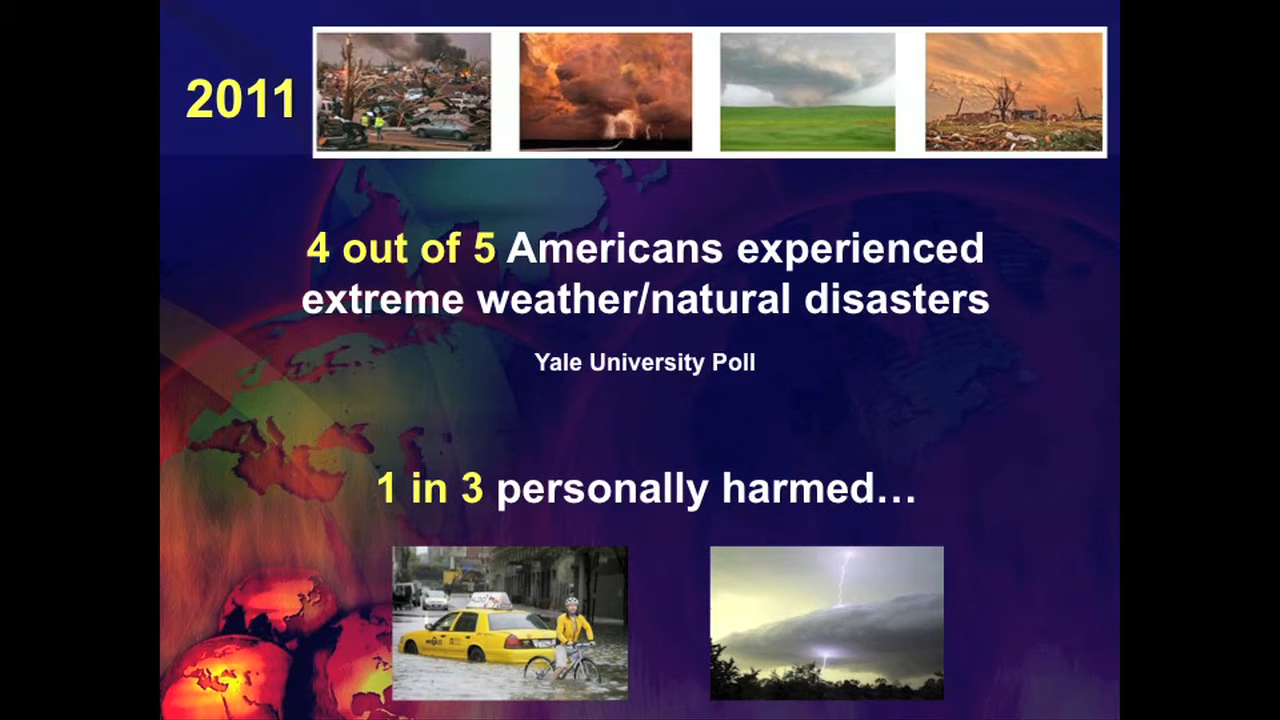 2011
4 out of 5 Americans experienced
extreme weather/natural disasters
Yale University Poll
1 in 3 personally harmed…